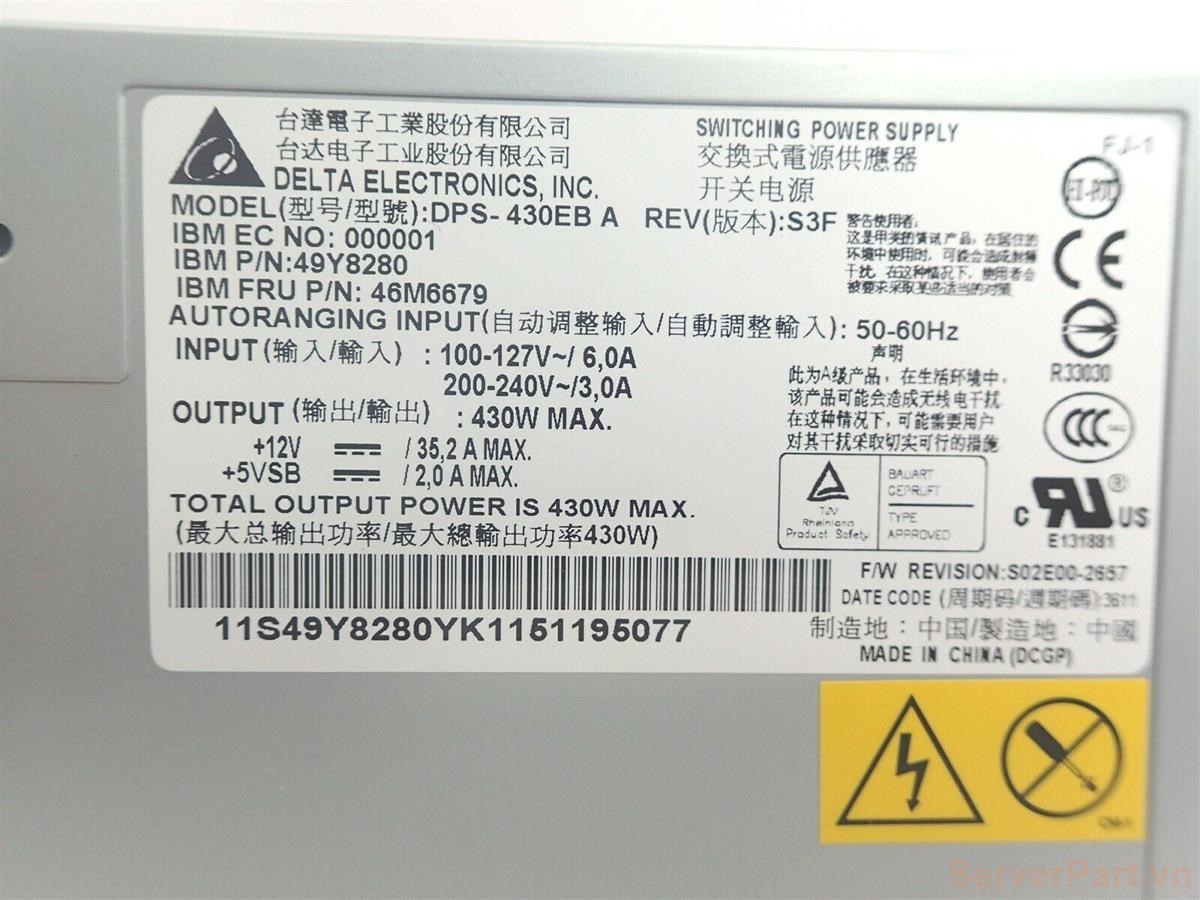 台達電子工業股份有限公司
台达电子工业股份有限公司
DELTA ELECTRONICS, INC.
SWITCHING POWER SUPPLY
交換式電源供應器
开关电源
FJ-1
HI-POT
MODEL(型号/型號):DPS-430EB A REV(版本):S3F
IBM EC NO: 000001
IBM P/N:49Y8280
IBM FRU P/N: 46M6679
警告使用者:
这是甲类的资讯产品，在居住的
环境中使用时，可能会造成射频
干扰，在这种情况下，使用者会
被要求采取某些适当的对策
CE
AUTORANGING INPUT(自动调整输入/自動調整輸入): 50-60Hz
INPUT(输入/輸入) : 100-127V~/ 6,0A
200-240V~/3,0A
OUTPUT (输出/輸出) : 430W MAX.
+12V / 35,2 A MAX.
+5VSB / 2,0 A MAX.
TOTAL OUTPUT POWER IS 430W MAX.
(最大总输出功率/最大總輸出功率430W)
声明
此为A级产品，在生活环境中，
该产品可能会造成无线电干扰.
在这种情况下，可能需要用户
对其干扰采取切实可行的措施
R33030
TÜV
Rheinland
Product Safety
BAUART
GEPRUFT
TYPE
APPROVED
c RU ® US
E131881
11S49Y8280YK1151195077
F/W REVISION:S02E00-2657
DATE CODE (周期码/週期碼):3611
制造地：中国/製造地：中國
MADE IN CHINA (DCGP)
ServerPart.vn